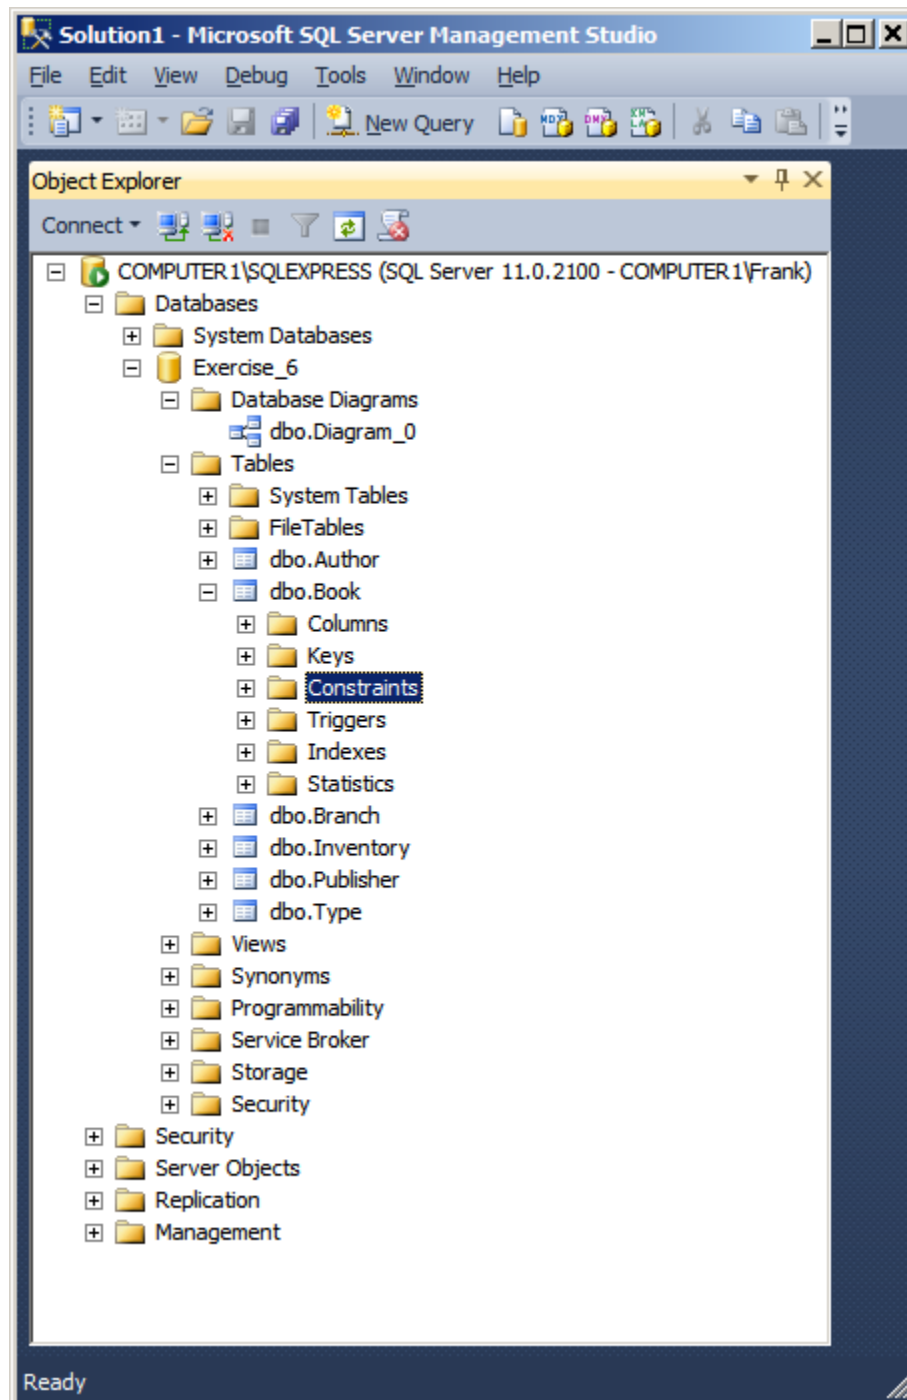 Solution1 - Microsoft SQL Server Management Studio
File Edit View Debug Tools Window Help
New Query
Object Explorer
Connect
COMPUTER1\SQLEXPRESS (SQL Server 11.0.2100 - COMPUTER1\Frank)
Databases
System Databases
Exercise_6
Database Diagrams
dbo.Diagram_0
Tables
System Tables
FileTables
dbo.Author
dbo.Book
Columns
Keys
Constraints
Triggers
Indexes
Statistics
dbo.Branch
dbo.Inventory
dbo.Publisher
dbo.Type
Views
Synonyms
Programmability
Service Broker
Storage
Security
Security
Server Objects
Replication
Management
Ready